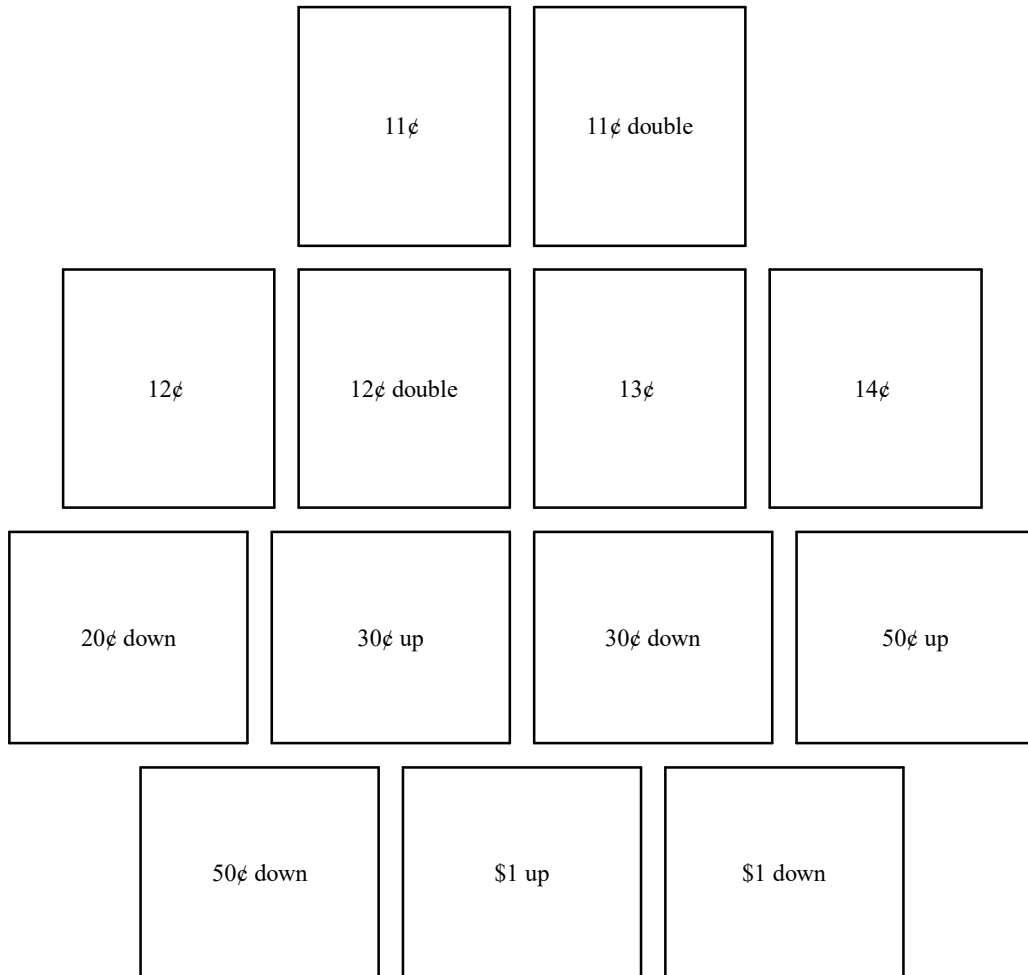 11¢
11¢ double
12¢
12¢ double
13¢
14¢
20¢ down
30¢ up
30¢ down
50¢ up
50¢ down
$1 up
$1 down